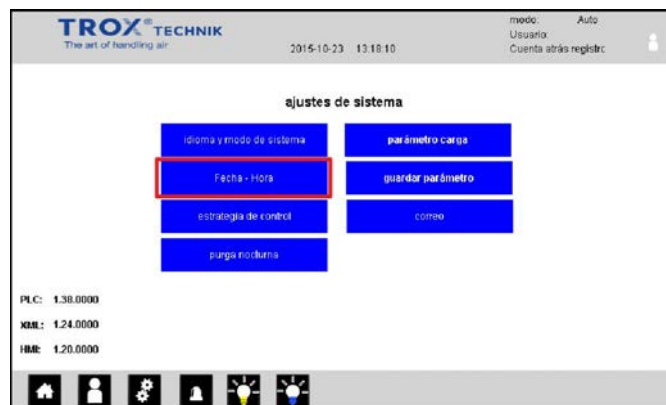 TROX® TECHNIK
The art of handling air
2015-10-23 13:18:10
modo: Auto
Usuario:
Cuenta atrás registrc
ajustes de sistema
idioma y modo de sistema
parámetro carga
Fecha - Hora
guardar parámetro
estrategia de control
correo
purga nocturna
PLC: 1.38.0000
XML: 1.24.0000
HMI: 1.20.0000